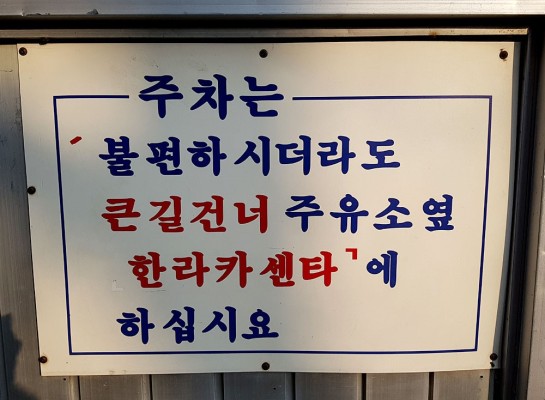 주차는
불편하시더라도
큰길건너 주유소옆
한라카센타ㄱ에
하십시요